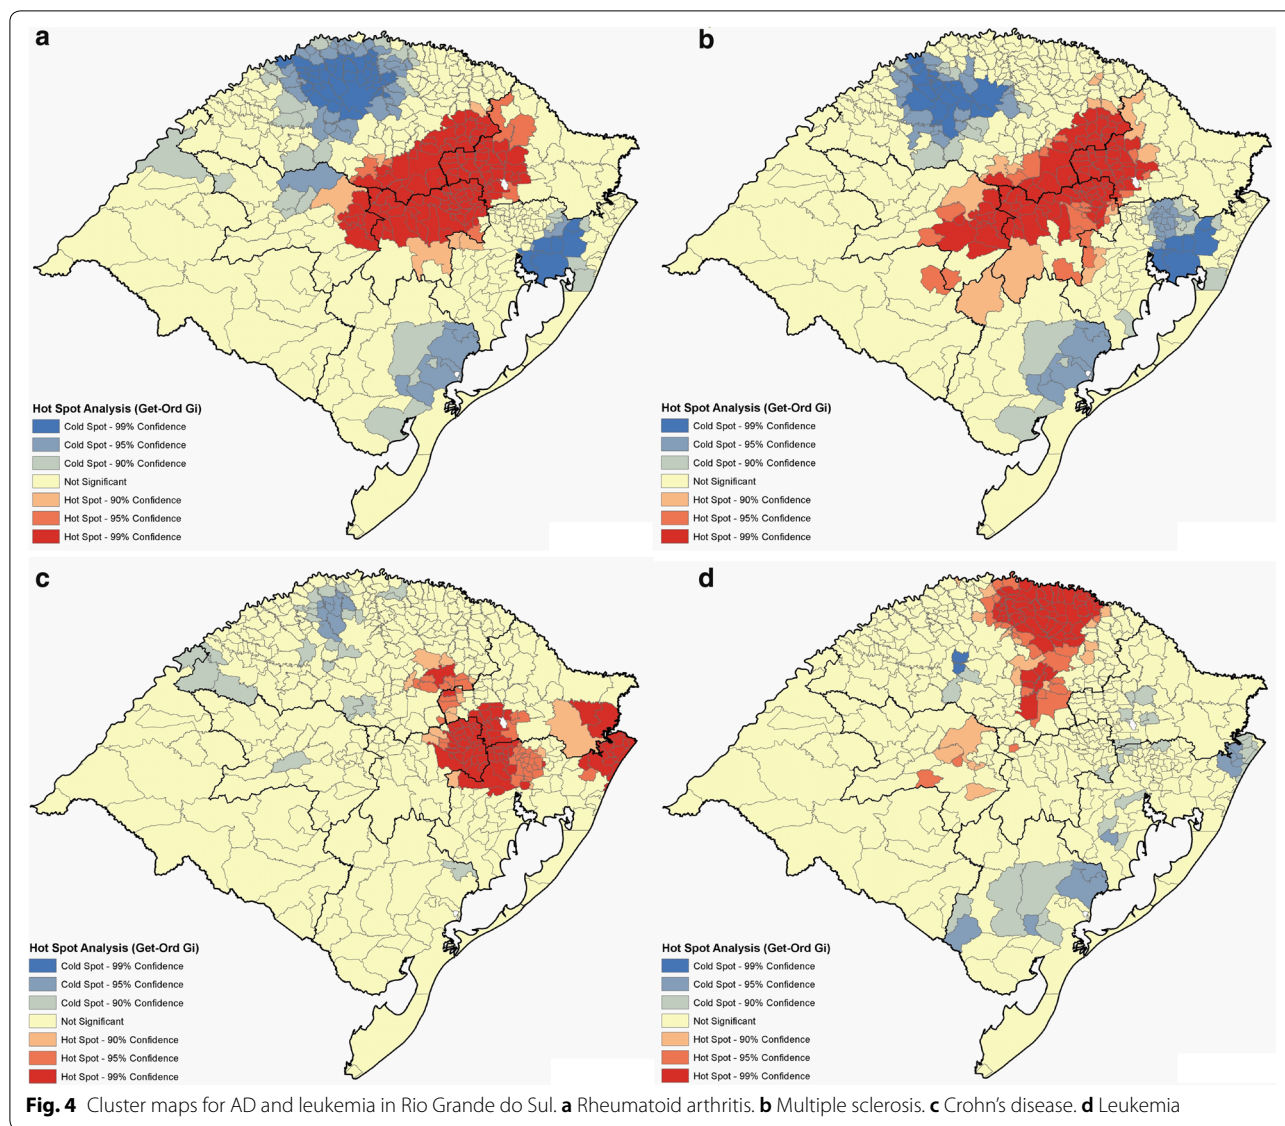 a
b
Hot Spot Analysis (Get-Ord Gi)
Cold Spot - 99% Confidence
Cold Spot - 95% Confidence
Cold Spot - 90% Confidence
Not Significant
Hot Spot - 90% Confidence
Hot Spot - 95% Confidence
Hot Spot - 99% Confidence
Hot Spot Analysis (Get-Ord Gi)
Cold Spot - 99% Confidence
Cold Spot - 95% Confidence
Cold Spot - 90% Confidence
Not Significant
Hot Spot - 90% Confidence
Hot Spot - 95% Confidence
Hot Spot - 99% Confidence
c
d
Hot Spot Analysis (Get-Ord Gi)
Cold Spot - 99% Confidence
Cold Spot - 95% Confidence
Cold Spot - 90% Confidence
Not Significant
Hot Spot - 90% Confidence
Hot Spot - 95% Confidence
Hot Spot - 99% Confidence
Hot Spot Analysis (Get-Ord Gi)
Cold Spot - 99% Confidence
Cold Spot - 95% Confidence
Cold Spot - 90% Confidence
Not Significant
Hot Spot - 90% Confidence
Hot Spot - 95% Confidence
Hot Spot - 99% Confidence
Fig. 4 Cluster maps for AD and leukemia in Rio Grande do Sul. a Rheumatoid arthritis. b Multiple sclerosis. c Crohn's disease. d Leukemia